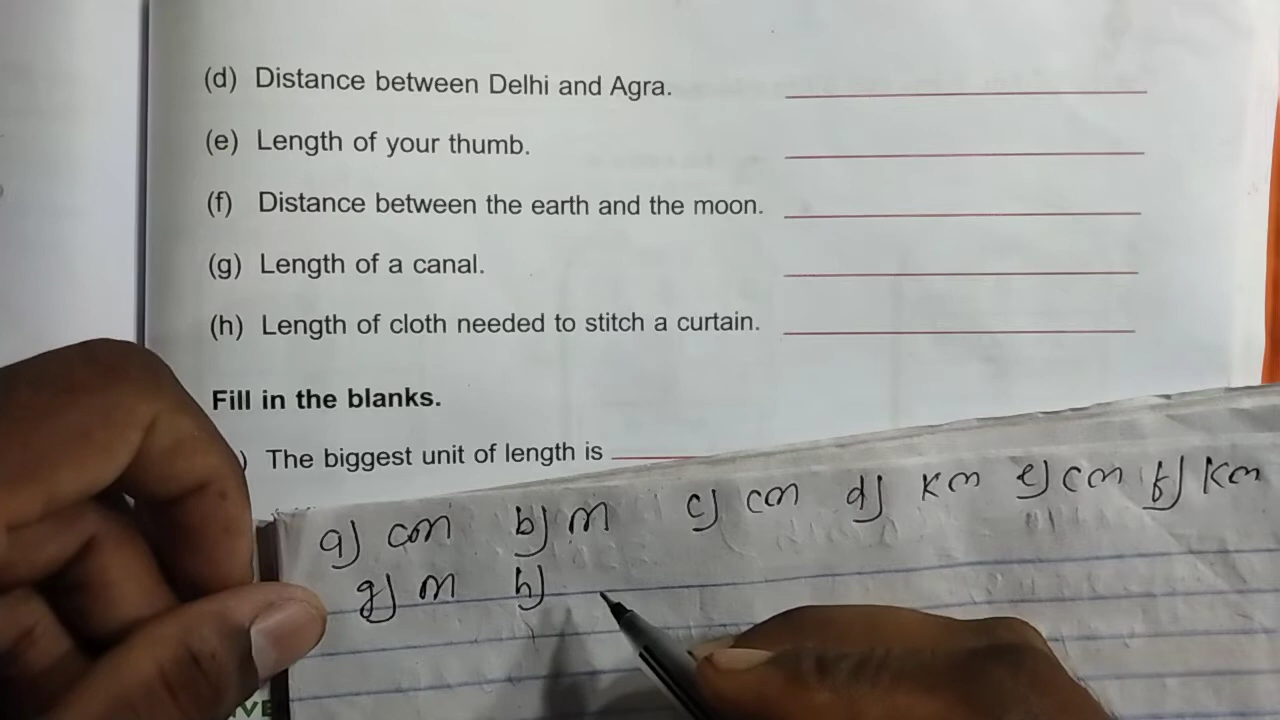 (d) Distance between Delhi and Agra.
(e) Length of your thumb.
(f) Distance between the earth and the moon.
(g) Length of a canal.
(h) Length of cloth needed to stitch a curtain.
Fill in the blanks.
) The biggest unit of length is
a) cm b) m c) cm d) Km e) cm f) Km
g) m h)